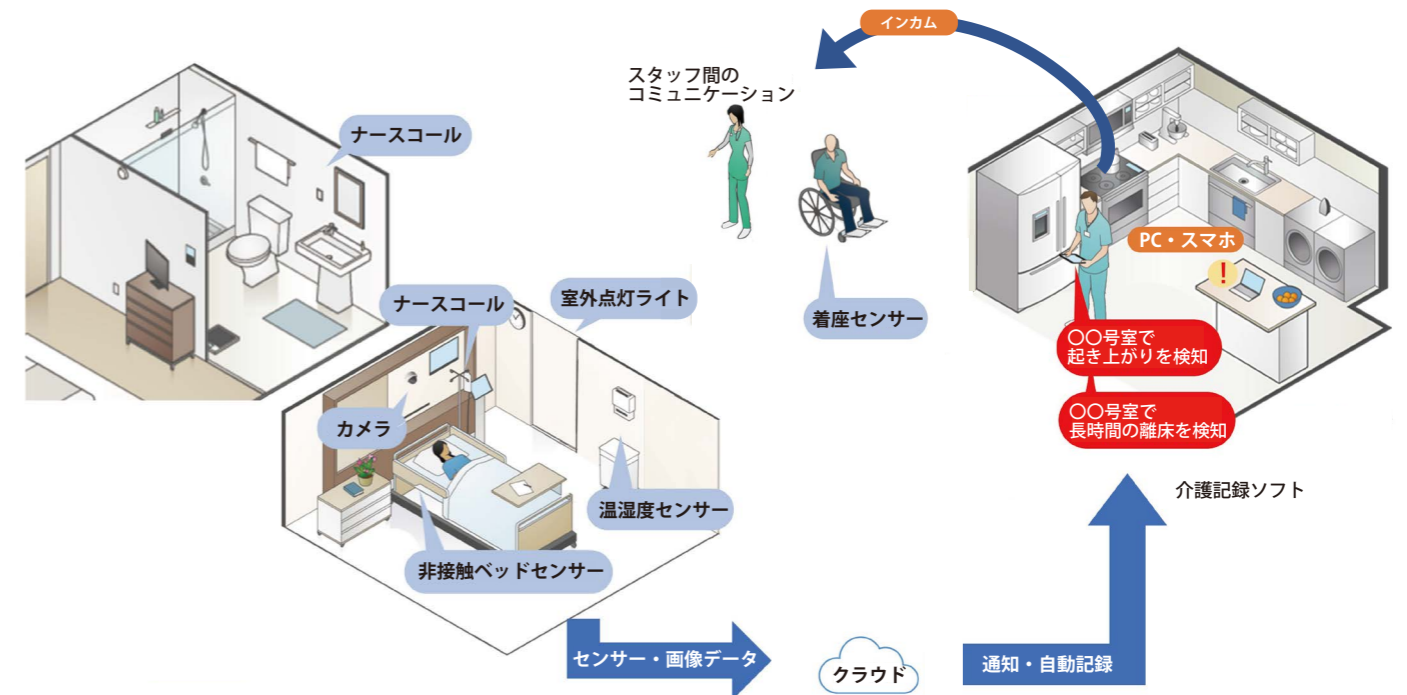 インカム
スタッフ間の
コミュニケーション
ナースコール
PC・スマホ
!
室外点灯ライト
ナースコール
着座センサー
〇〇号室で
起き上がりを検知
カメラ
〇〇号室で
長時間の離床を検知
温湿度センサー
介護記録ソフト
非接触ベッドセンサー
センサー・画像データ
クラウド
通知・自動記録